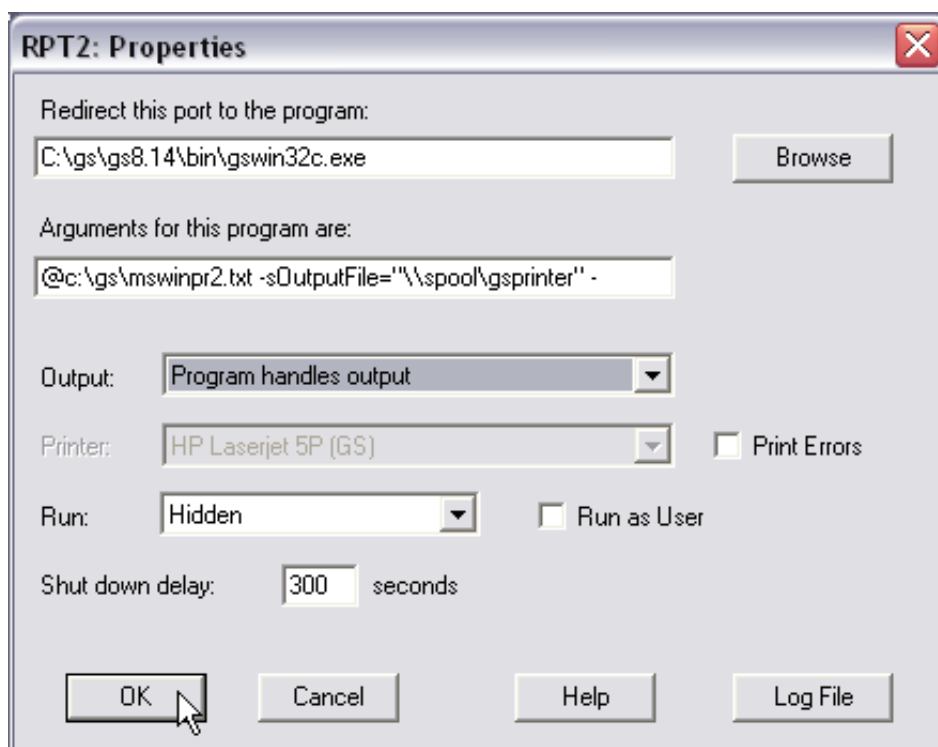 RPT2: Properties
Redirect this port to the program:
C:\gs\gs8.14\bin\gswin32c.exe
Browse
Arguments for this program are:
@c:\gs\mswinpr2.txt -sOutputFile="\\spool\gsprinter" -
Output: Program handles output
Printer: HP Laserjet 5P (GS) Print Errors
Run: Hidden Run as User
Shut down delay: 300 seconds
OK Cancel Help Log File